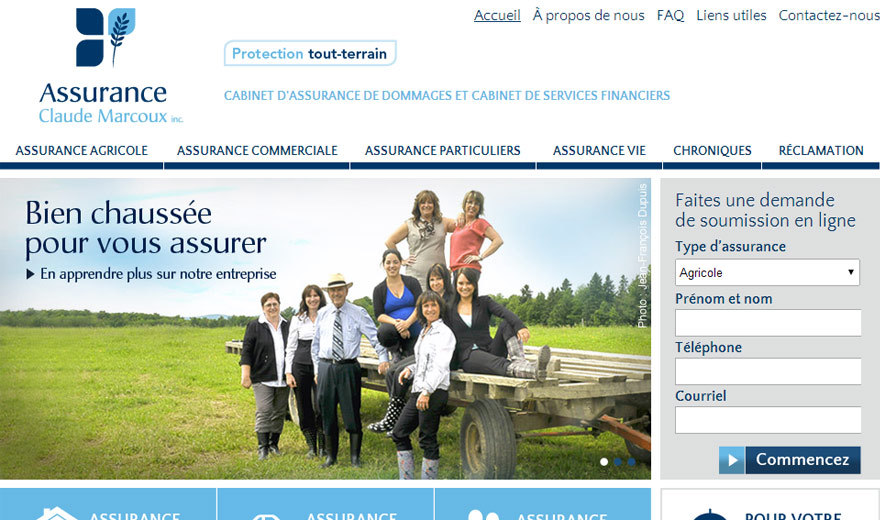 Accueil À propos de nous FAQ Liens utiles Contactez-nous
Protection tout-terrain
Assurance
Claude Marcoux inc.
CABINET D'ASSURANCE DE DOMMAGES ET CABINET DE SERVICES FINANCIERS
ASSURANCE AGRICOLE ASSURANCE COMMERCIALE ASSURANCE PARTICULIERS ASSURANCE VIE CHRONIQUES RÉCLAMATION
Bien chaussée
pour vous assurer
En apprendre plus sur notre entreprise
Photo : Jean-François Dupuis
Faites une demande
de soumission en ligne
Type d'assurance
Agricole
Prénom et nom
Téléphone
Courriel
Commencez
ASSURANCE ASSURANCE ASSURANCE
POUR VOTRE